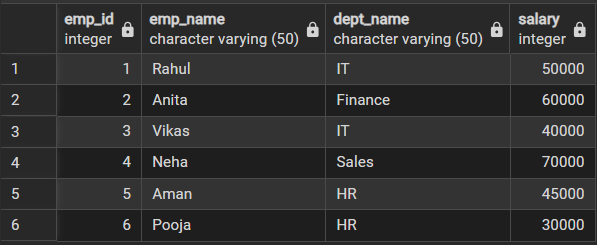 emp_id emp_name dept_name salary
integer character varying (50) character varying (50) integer
1 1 Rahul IT 50000
2 2 Anita Finance 60000
3 3 Vikas IT 40000
4 4 Neha Sales 70000
5 5 Aman HR 45000
6 6 Pooja HR 30000